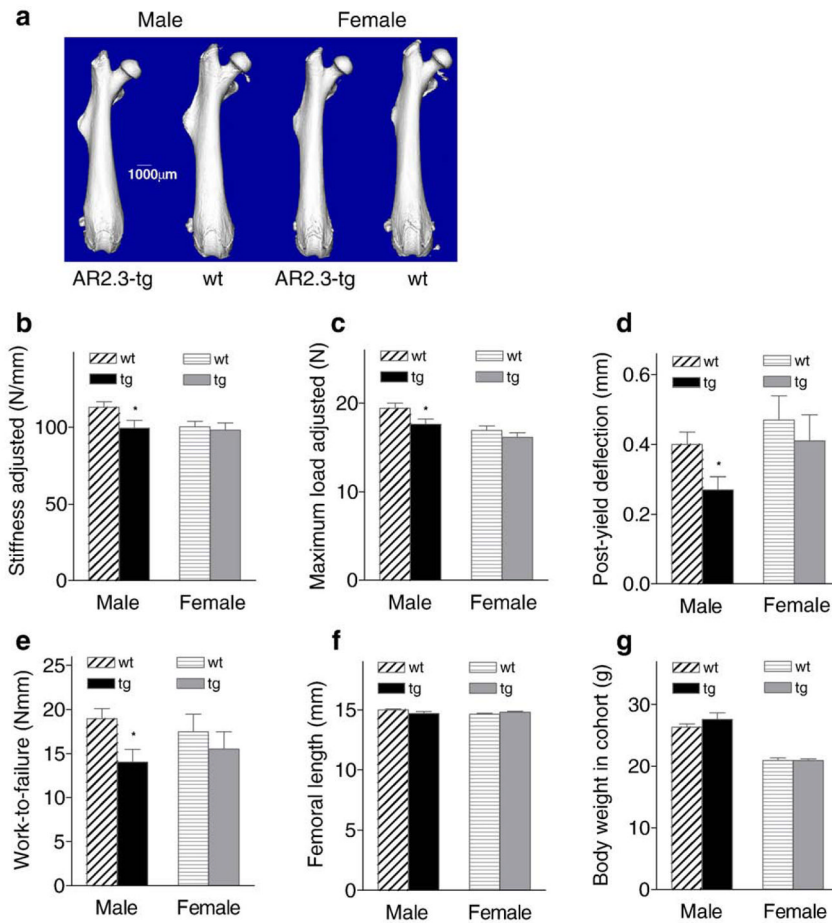 a
Male Female
1000μm
AR2.3-tg wt AR2.3-tg wt
b
Stiffness adjusted (N/mm)
wt wt
tg tg
*
100
50
0
Male Female
c
Maximum load adjusted (N)
wt wt
tg tg
*
20
10
0
Male Female
d
Post-yield deflection (mm)
wt wt
tg tg
*
0.6
0.4
0.2
0.0
Male Female
e
Work-to-failure (Nmm)
wt wt
tg tg
*
25
20
15
10
5
0
Male Female
f
Femoral length (mm)
wt wt
tg tg
15
10
5
0
Male Female
g
Body weight in cohort (g)
wt wt
tg tg
30
20
10
0
Male Female